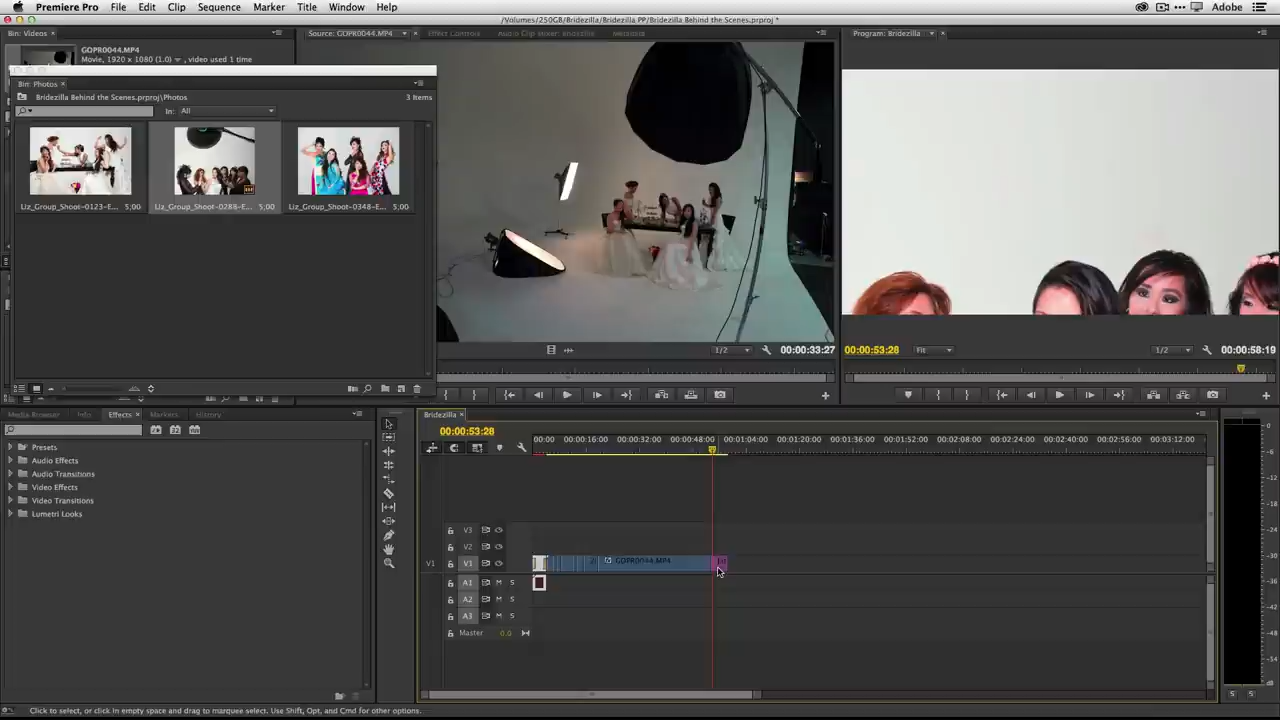 Premiere Pro File Edit Clip Sequence Marker Title Window Help Adobe
/Volumes/250GB/Bridezilla/Bridezilla PP/Bridezilla Behind the Scenes.prproj *
Bin: Videos Source: GOPR0044.MP4 Effect Controls Audio Clip Mixer: Bridezilla Metadata Program: Bridezilla
GOPR0044.MP4
Movie, 1920 x 1080 (1.0) , video used 1 time
Bin: Photos
Bridezilla Behind the Scenes.prproj\Photos 3 Items
In: All
Liz_Group_Shoot-0123-E... 5;00 Liz_Group_Shoot-0288-E... 5;00 Liz_Group_Shoot-0348-E... 5;00
1/2 00:00:33:27 00:00:53:28 Fit 1/2 00:00:58:19
Media Browser Info Effects Markers History
Presets
Audio Effects
Audio Transitions
Video Effects
Video Transitions
Lumetri Looks
Bridezilla
00:00:53:28
00:00 00:00:16:00 00:00:32:00 00:00:48:00 00:01:04:00 00:01:20:00 00:01:36:00 00:01:52:00 00:02:08:00 00:02:24:00 00:02:40:00 00:02:56:00 00:03:12:00
V3
V2
V1 V1 GOPR0044.MP4
A1 M S
A2 M S
A3 M S
Master 0.0
S S
Click to select, or click in empty space and drag to marquee select. Use Shift, Opt, and Cmd for other options.